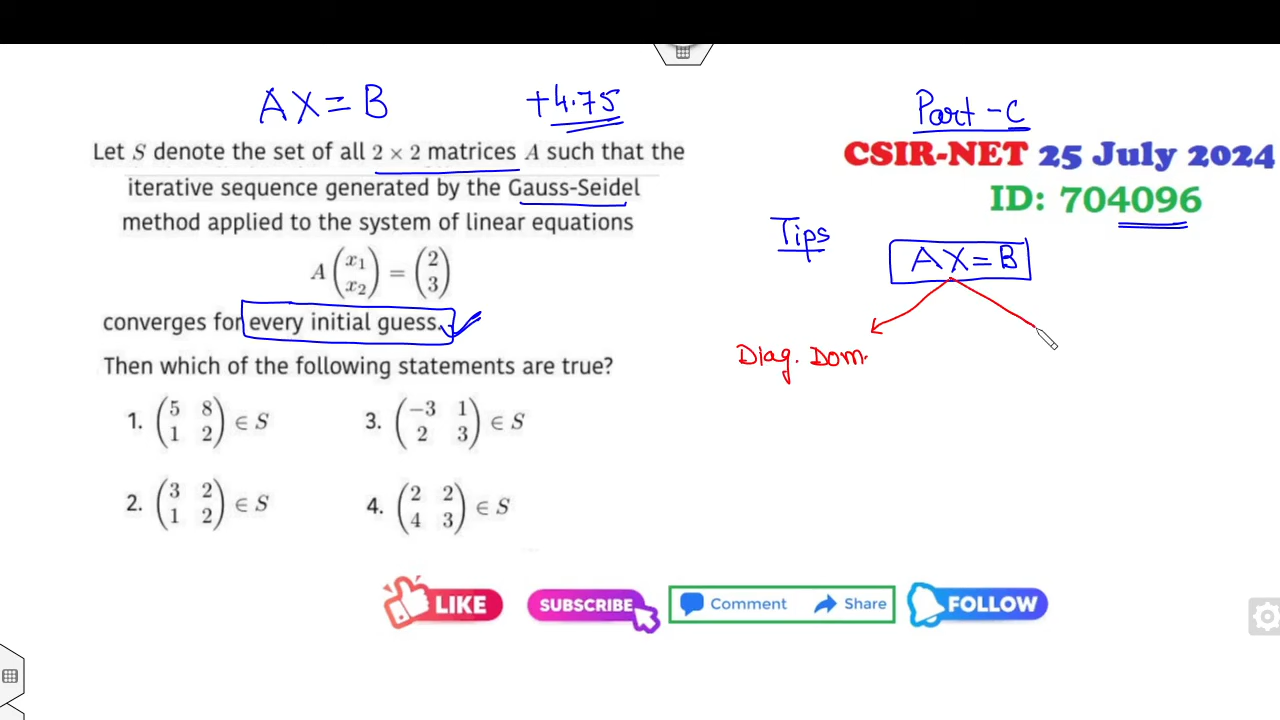 AX = B
+4.75
Part - C
Let S denote the set of all 2 × 2 matrices A such that the
iterative sequence generated by the Gauss-Seidel
method applied to the system of linear equations
A (x₁ x₂) = (2 3)
converges for every initial guess.
Then which of the following statements are true?
1. (5 8 1 2) ∈ S
3. (−3 1 2 3) ∈ S
2. (3 2 1 2) ∈ S
4. (2 2 4 3) ∈ S
CSIR-NET 25 July 2024
ID: 704096
Tips
AX = B
Diag. Dom.
LIKE
SUBSCRIBE
Comment
Share
FOLLOW